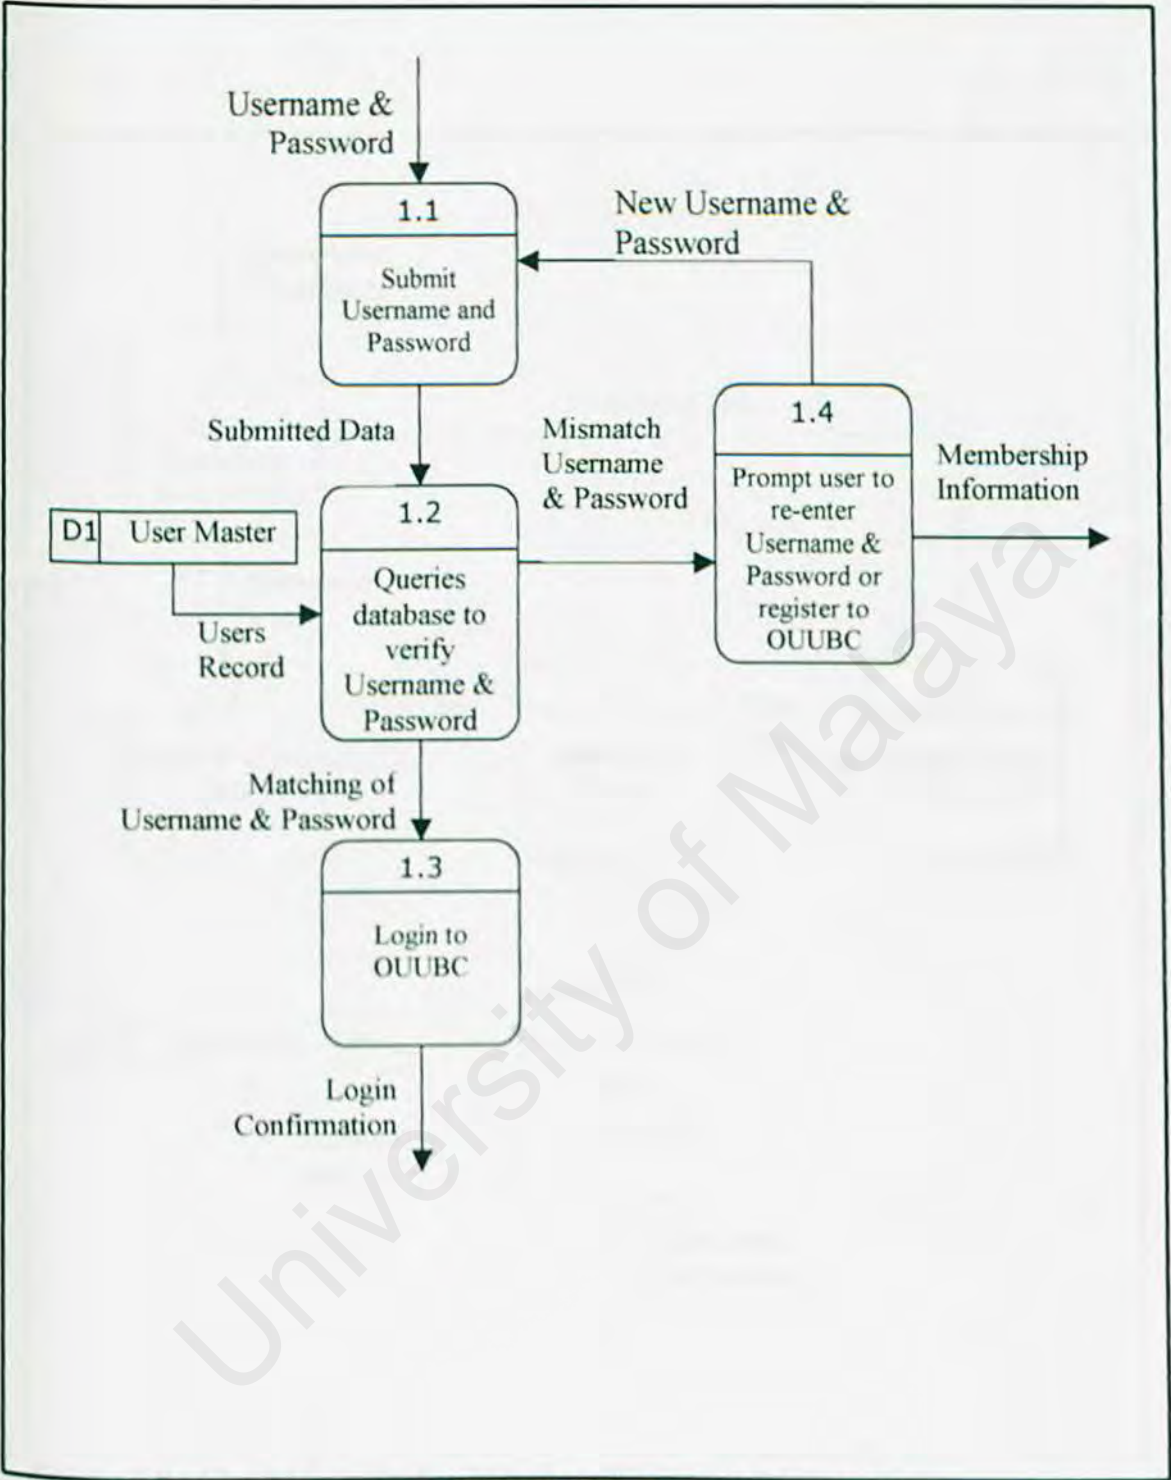 Username &
Password
1.1
Submit
Username and
Password
New Username &
Password
Submitted Data
Mismatch
Username
& Password
1.4
Prompt user to
re-enter
Username &
Password or
register to
OUUBC
Membership
Information
D1 User Master
Users
Record
1.2
Queries
database to
verify
Username &
Password
Matching of
Username & Password
1.3
Login to
OUUBC
Login
Confirmation
University of Malaya